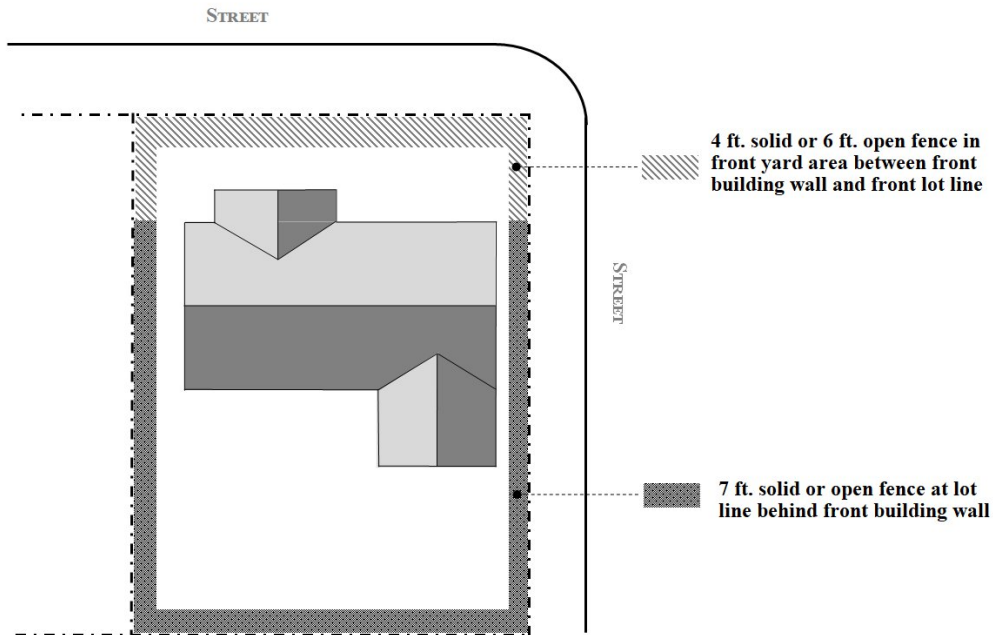 STREET
4 ft. solid or 6 ft. open fence in
front yard area between front
building wall and front lot line
STREET
7 ft. solid or open fence at lot
line behind front building wall